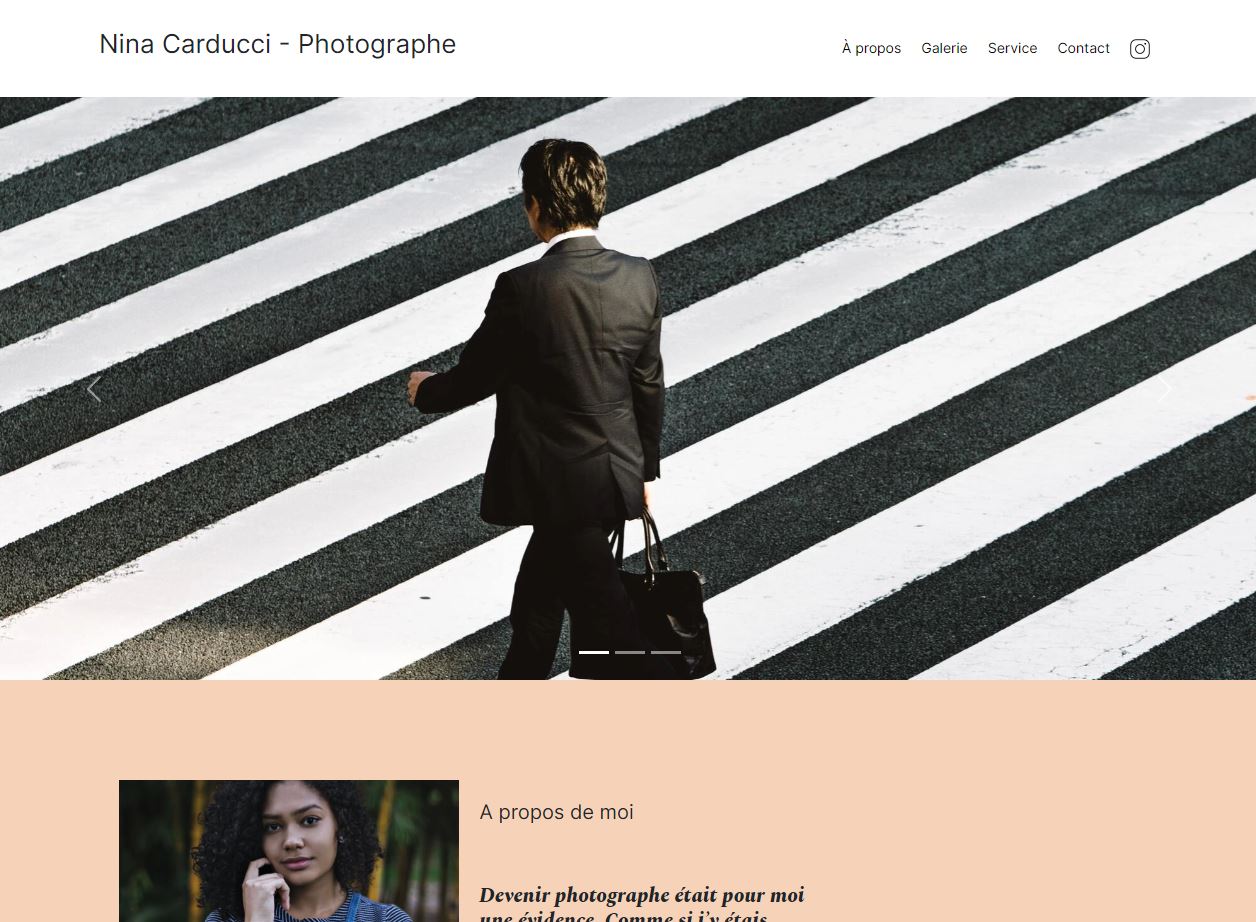 Nina Carducci - Photographe
À propos
Galerie
Service
Contact
A propos de moi
Devenir photographe était pour moi
une évidence. Comme si j'y étais